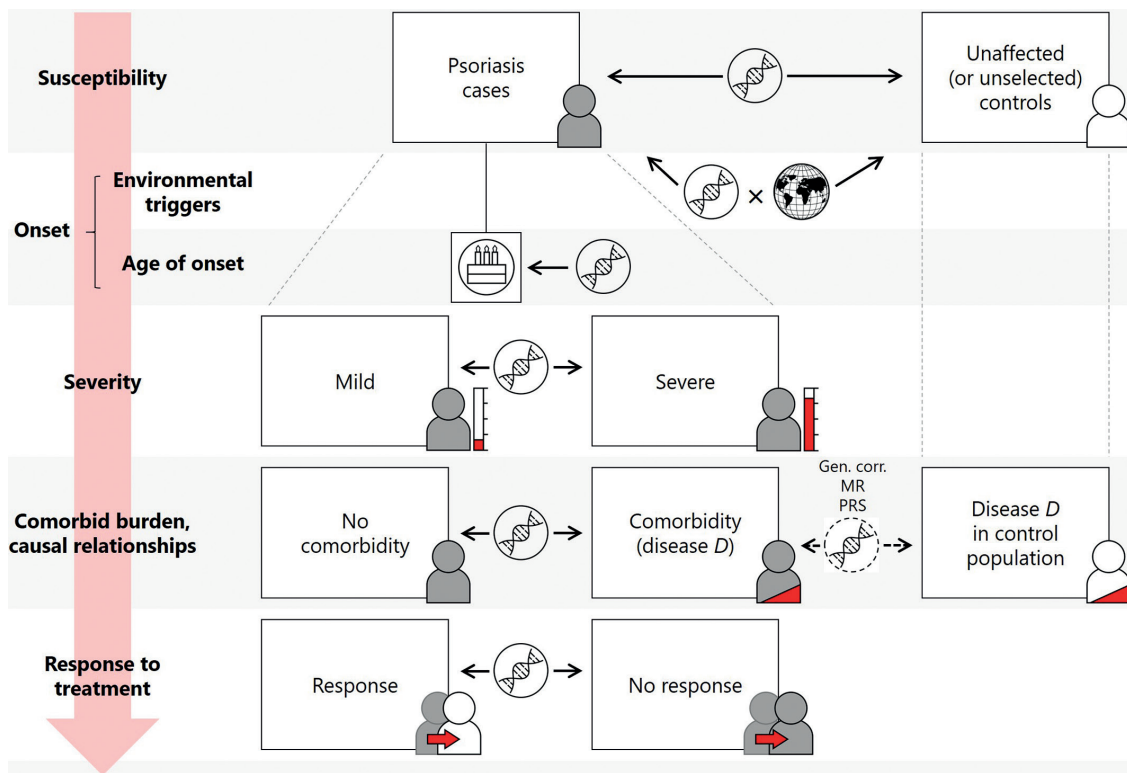 Susceptibility
Psoriasis
cases
Unaffected
(or unselected)
controls
Onset
Environmental
triggers
×
Age of onset
Severity
Mild
Severe
Comorbid burden,
causal relationships
No
comorbidity
Comorbidity
(disease D)
Gen. corr.
MR
PRS
Disease D
in control
population
Response to
treatment
Response
No response